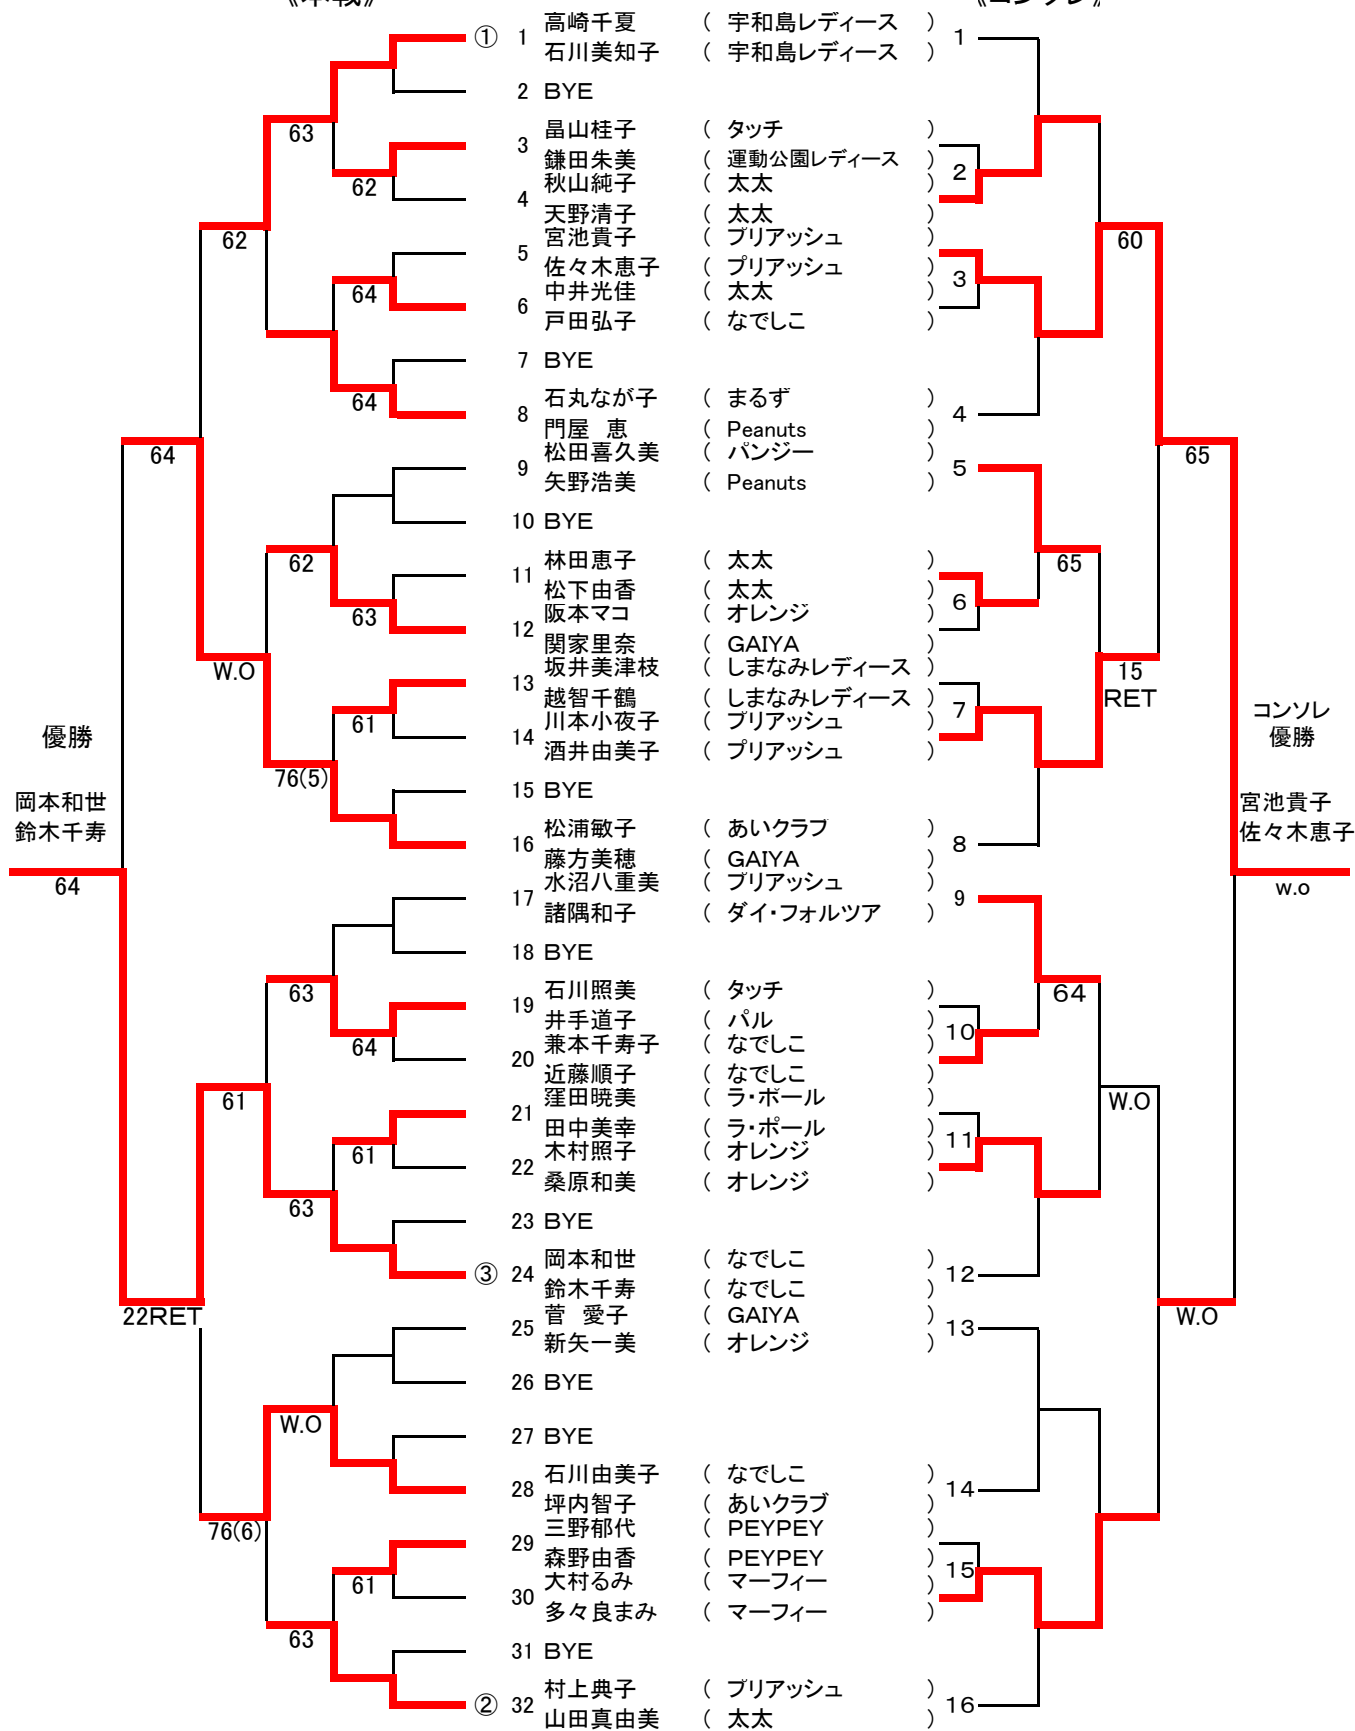 《本戦》 《コンソレ》
① 1 高崎千夏 ( 宇和島レディース ) 1
石川美知子 ( 宇和島レディース )
2 BYE
63
3 畠山桂子 ( タッチ )
鎌田朱美 ( 運動公園レディース ) 2
62
4 秋山純子 ( 太太 )
天野清子 ( 太太 )
62 60
5 宮池貴子 ( プリアッシュ )
佐々木恵子 ( プリアッシュ ) 3
64
6 中井光佳 ( 太太 )
戸田弘子 ( なでしこ )
7 BYE
64
8 石丸なが子 ( まるず ) 4
門屋 恵 ( Peanuts )
64 65
9 松田喜久美 ( パンジー ) 5
矢野浩美 ( Peanuts )
10 BYE
62 65
11 林田恵子 ( 太太 )
松下由香 ( 太太 ) 6
63
12 阪本マコ ( オレンジ )
関家里奈 ( GAIYA )
W.O 15
RET
13 坂井美津枝 ( しまなみレディース )
越智千鶴 ( しまなみレディース ) 7
61
14 川本小夜子 ( プリアッシュ )
酒井由美子 ( プリアッシュ )
76(5)
15 BYE
16 松浦敏子 ( あいクラブ ) 8
藤方美穂 ( GAIYA )
優勝
岡本和世
鈴木千寿
64
コンソレ
優勝
宮池貴子
佐々木恵子
w.o
17 水沼八重美 ( プリアッシュ ) 9
諸隅和子 ( ダイ・フォルツア )
18 BYE
63 64
19 石川照美 ( タッチ )
井手道子 ( パル ) 10
64
20 兼本千寿子 ( なでしこ )
近藤順子 ( なでしこ )
61 W.O
21 窪田暁美 ( ラ・ポール )
田中美幸 ( ラ・ポール ) 11
61
22 木村照子 ( オレンジ )
桑原和美 ( オレンジ )
63
23 BYE
③ 24 岡本和世 ( なでしこ ) 12
鈴木千寿 ( なでしこ )
22RET W.O
25 菅 愛子 ( GAIYA ) 13
新矢一美 ( オレンジ )
26 BYE
W.O
27 BYE
28 石川由美子 ( なでしこ ) 14
坪内智子 ( あいクラブ )
76(6)
29 三野郁代 ( PEYPEY )
森野由香 ( PEYPEY ) 15
61
30 大村るみ ( マーフィー )
多々良まみ ( マーフィー )
63
31 BYE
② 32 村上典子 ( プリアッシュ ) 16
山田真由美 ( 太太 )